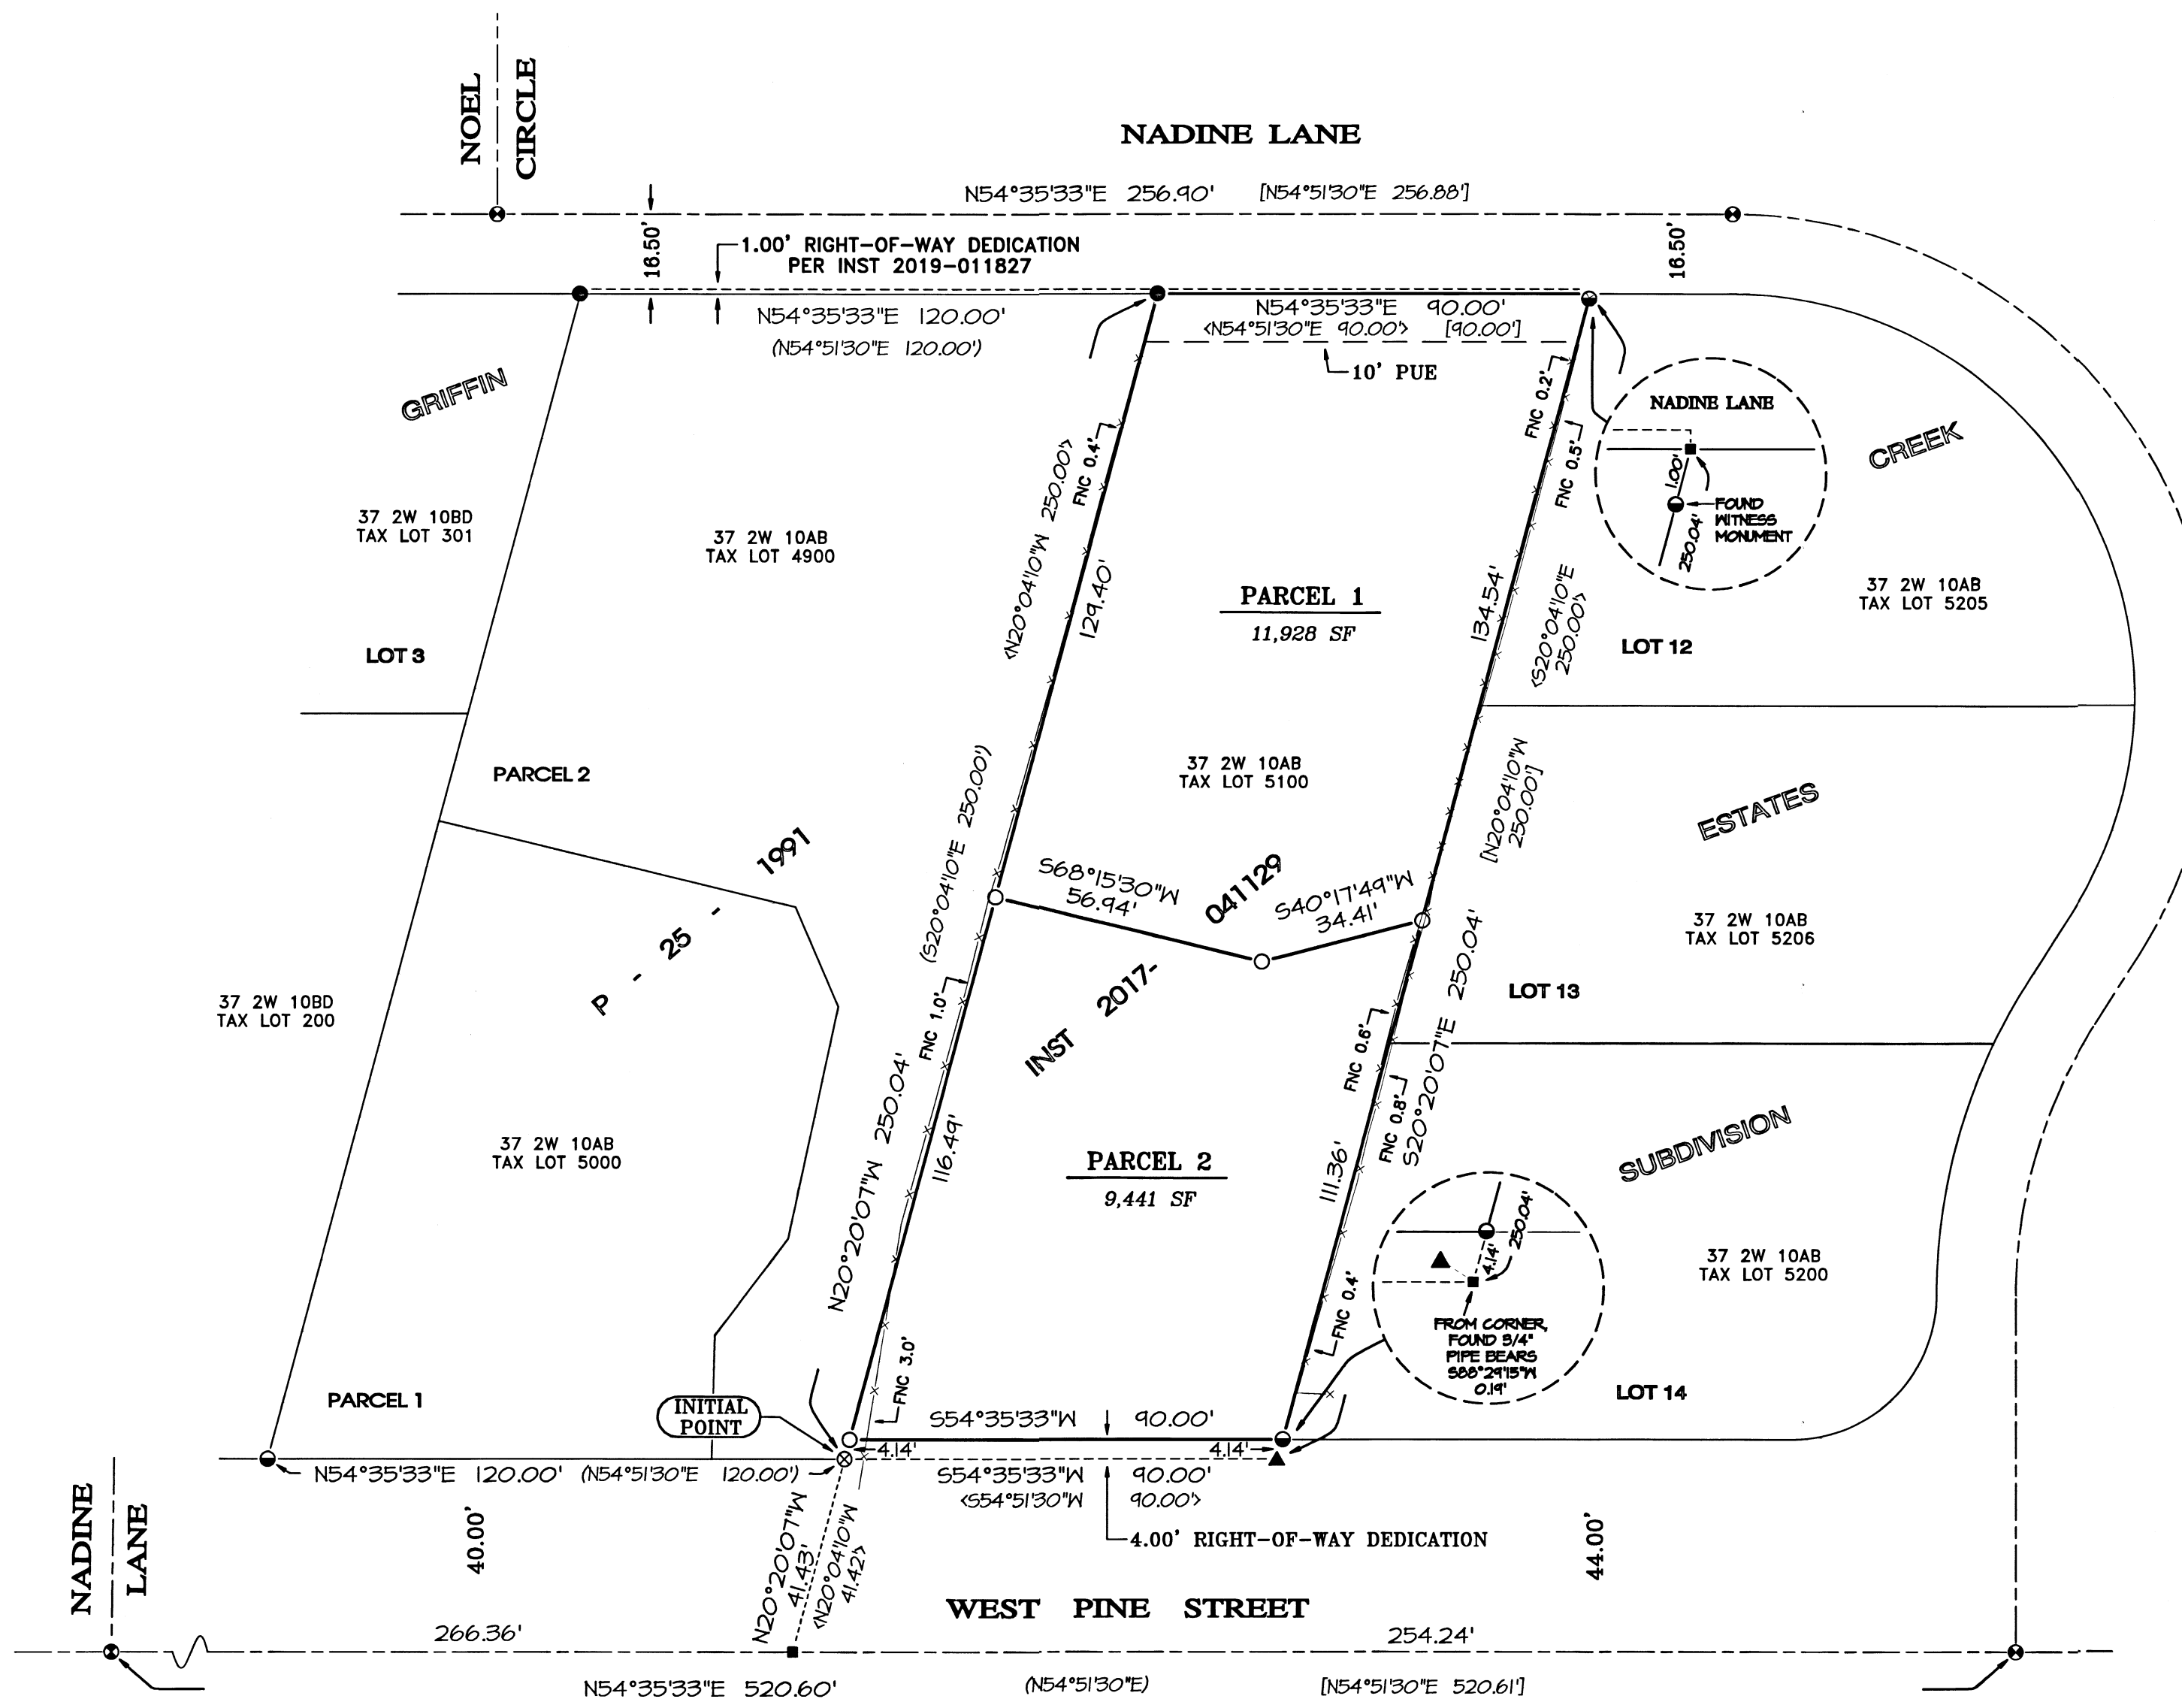 NOEL
CIRCLE
NADINE LANE
N54°35'33"E 256.90' [N54°51'30"E 256.88']
16.50'
1.00' RIGHT-OF-WAY DEDICATION
PER INST 2019-011827
16.50'
N54°35'33"E 120.00'
(N54°51'30"E 120.00')
N54°35'33"E 90.00'
<N54°51'30"E 90.00'> [90.00']
10' PUE
GRIFFIN
CREEK
ESTATES
SUBDIVISION
FNC 0.2'
FNC 0.5'
FNC 0.4'
<N20°04'10"W 250.00'>
129.40'
NADINE LANE
1.00'
250.04'
FOUND
WITNESS
MONUMENT
37 2W 10BD
TAX LOT 301
37 2W 10AB
TAX LOT 4900
PARCEL 1
11,928 SF
134.54'
<S20°04'10"E
250.00'>
37 2W 10AB
TAX LOT 5205
LOT 3
LOT 12
PARCEL 2
37 2W 10AB
TAX LOT 5100
[N20°04'10"W
250.00']
(S20°04'10"E 250.00')
P - 25 - 1991
S68°15'30"W
56.94'
S40°17'49"W
34.41'
INST 2017-041129
37 2W 10AB
TAX LOT 5206
LOT 13
37 2W 10BD
TAX LOT 200
FNC 1.0'
FNC 0.6'
FNC 0.8'
S20°20'07"E 250.04'
N20°20'07"W 250.04'
116.49'
37 2W 10AB
TAX LOT 5000
PARCEL 2
9,441 SF
111.36'
4.14'
250.04'
FROM CORNER,
FOUND 3/4"
PIPE BEARS
S88°29'15"W
0.19'
37 2W 10AB
TAX LOT 5200
FNC 0.4'
FNC 3.0'
PARCEL 1
LOT 14
INITIAL
POINT
S54°35'33"W 90.00'
4.14' 4.14'
N54°35'33"E 120.00' (N54°51'30"E 120.00')
S54°35'33"W 90.00'
<S54°51'30"W 90.00'>
4.00' RIGHT-OF-WAY DEDICATION
NADINE
LANE
40.00'
N20°20'07"W
41.43'
<N20°04'10"W
41.42'>
44.00'
WEST PINE STREET
266.36'
254.24'
N54°35'33"E 520.60' (N54°51'30"E) [N54°51'30"E 520.61']